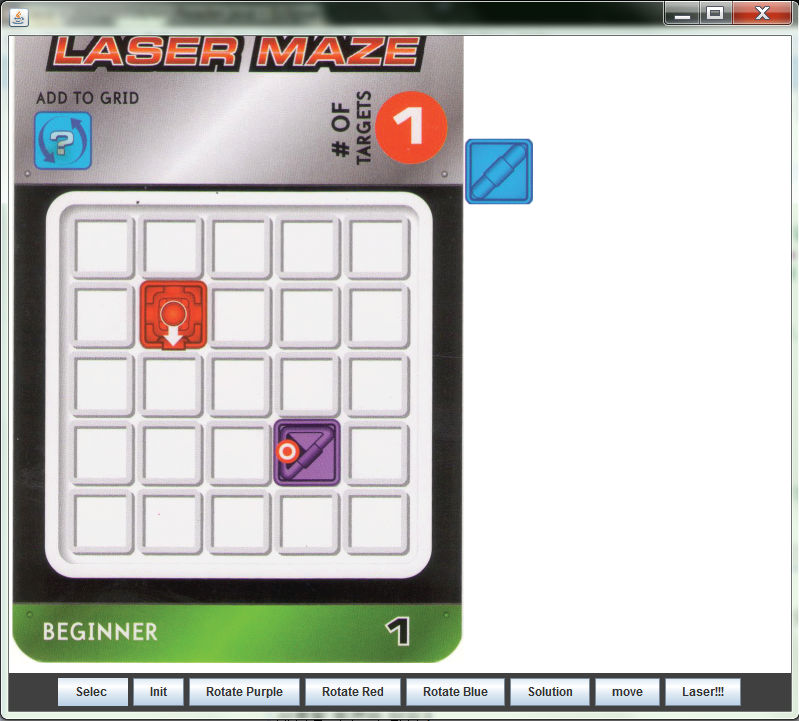 LASER MAZE
ADD TO GRID
?
# OF
TARGETS
1
BEGINNER
1
Selec
Init
Rotate Purple
Rotate Red
Rotate Blue
Solution
move
Laser!!!